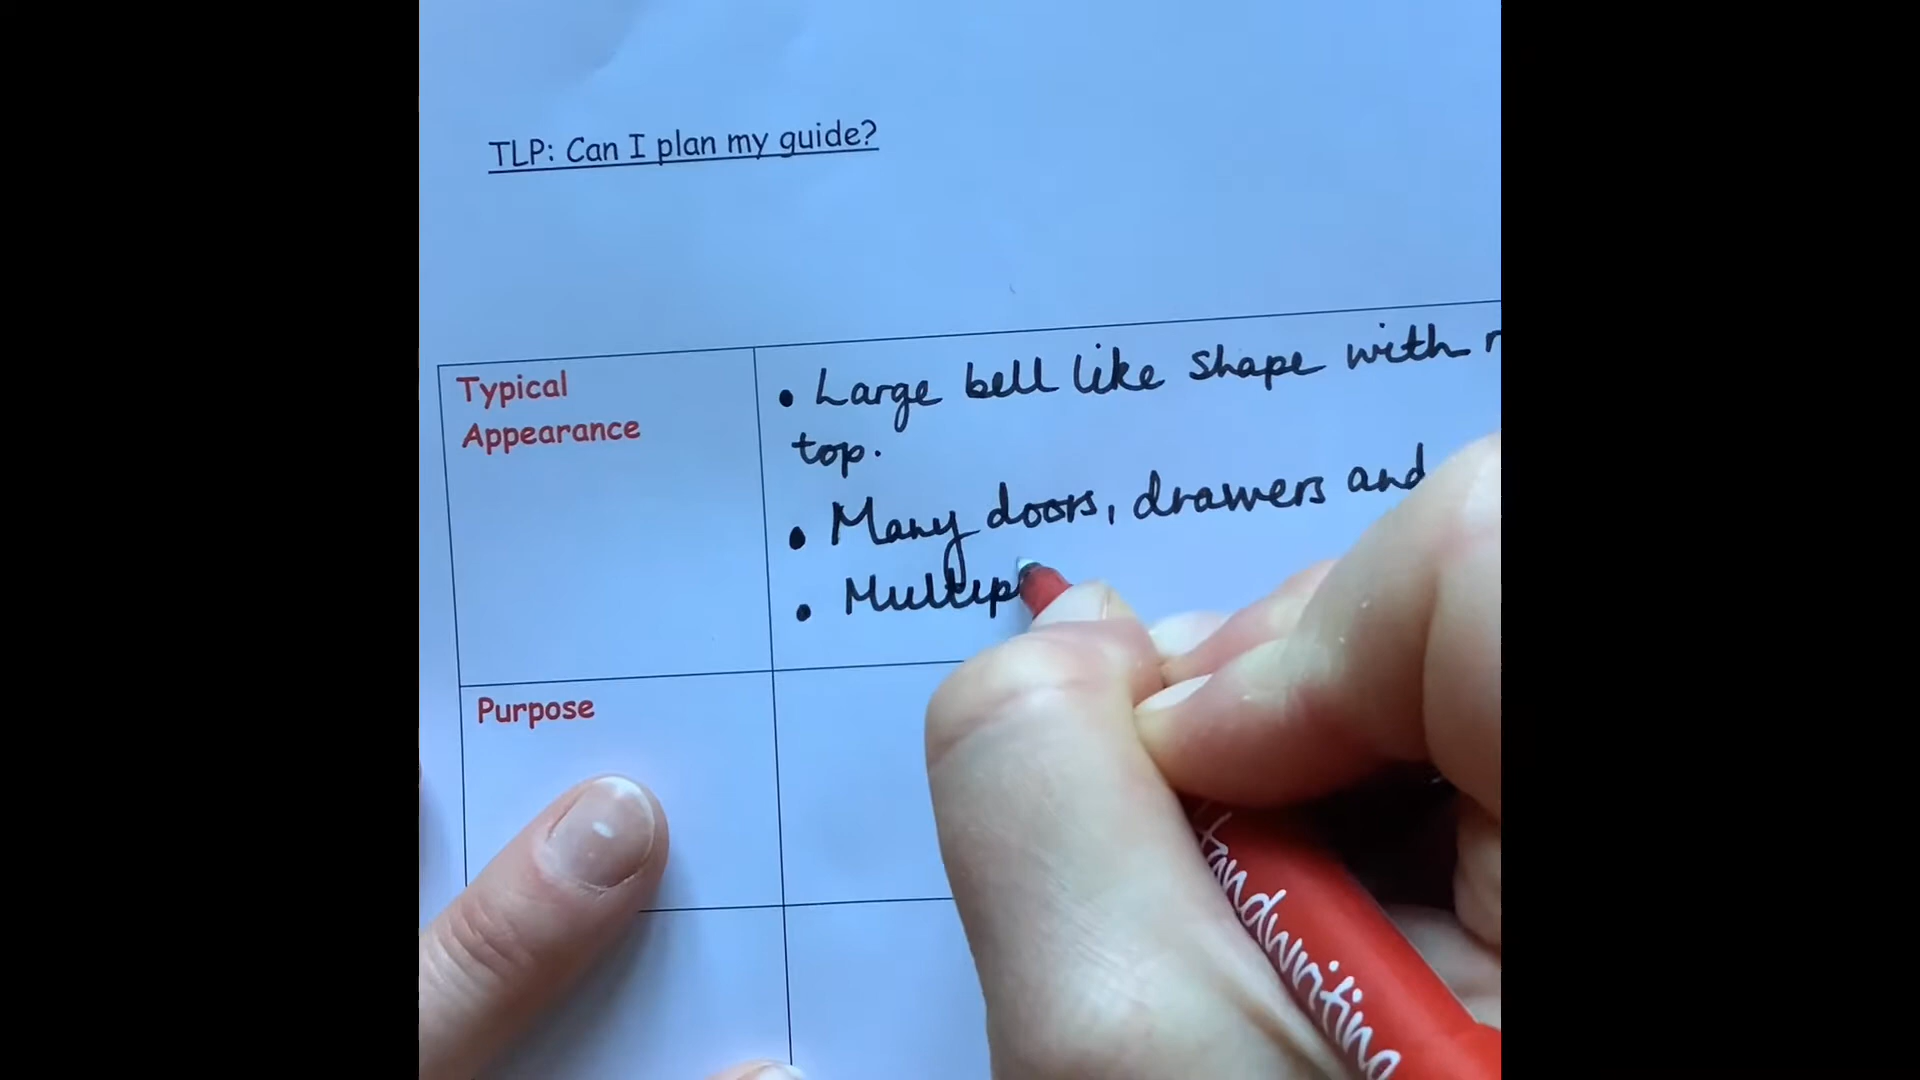 TLP: Can I plan my guide?
Typical
Appearance
• Large bell like shape with
top.
• Many doors, drawers and
• Multip
Purpose
Handwriting